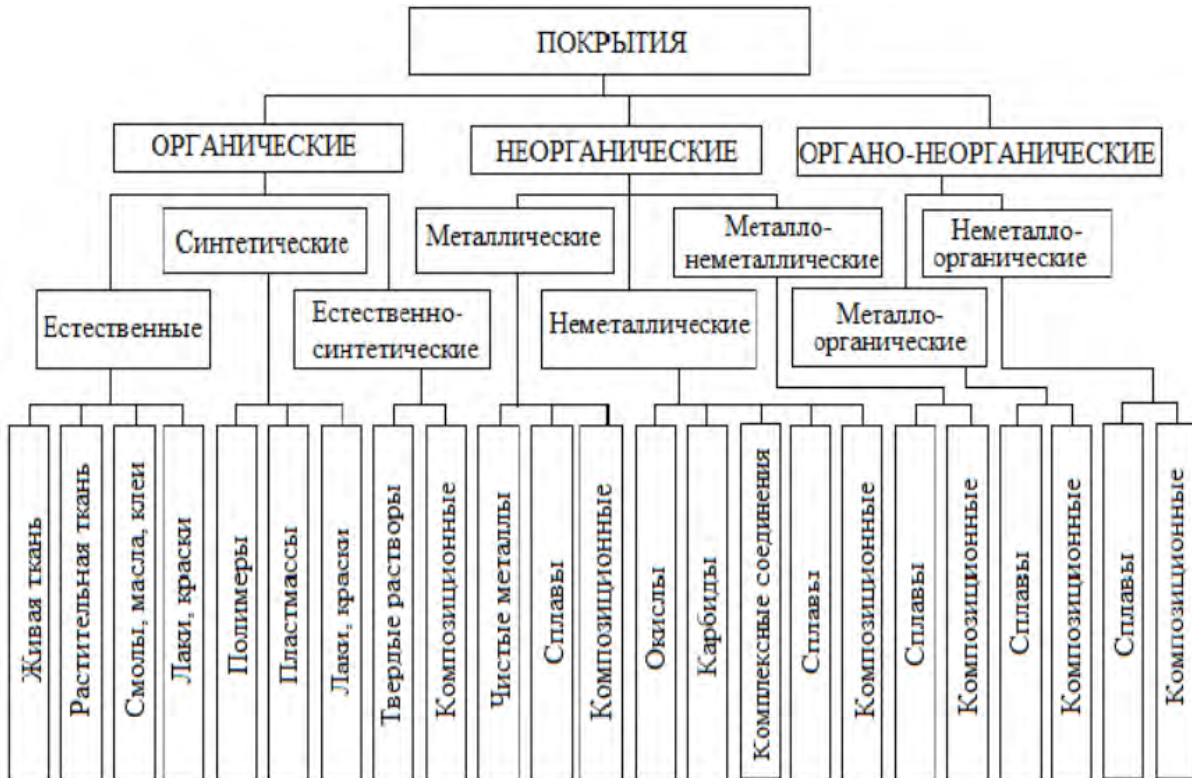 ПОКРЫТИЯ
ОРГАНИЧЕСКИЕ
НЕОРГАНИЧЕСКИЕ
ОРГАНО-НЕОРГАНИЧЕСКИЕ
Синтетические
Металлические
Металло-
неметаллические
Неметалло-
органические
Естественные
Естественно-
синтетические
Неметаллические
Металло-
органические
Живая ткань
Растительная ткань
Смолы, масла, клеи
Лаки, краски
Полимеры
Пластмассы
Лаки, краски
Твердые растворы
Композиционные
Чистые металлы
Сплавы
Композиционные
Окислы
Карбиды
Комплексные соединения
Сплавы
Композиционные
Сплавы
Композиционные
Сплавы
Композиционные
Сплавы
Композиционные